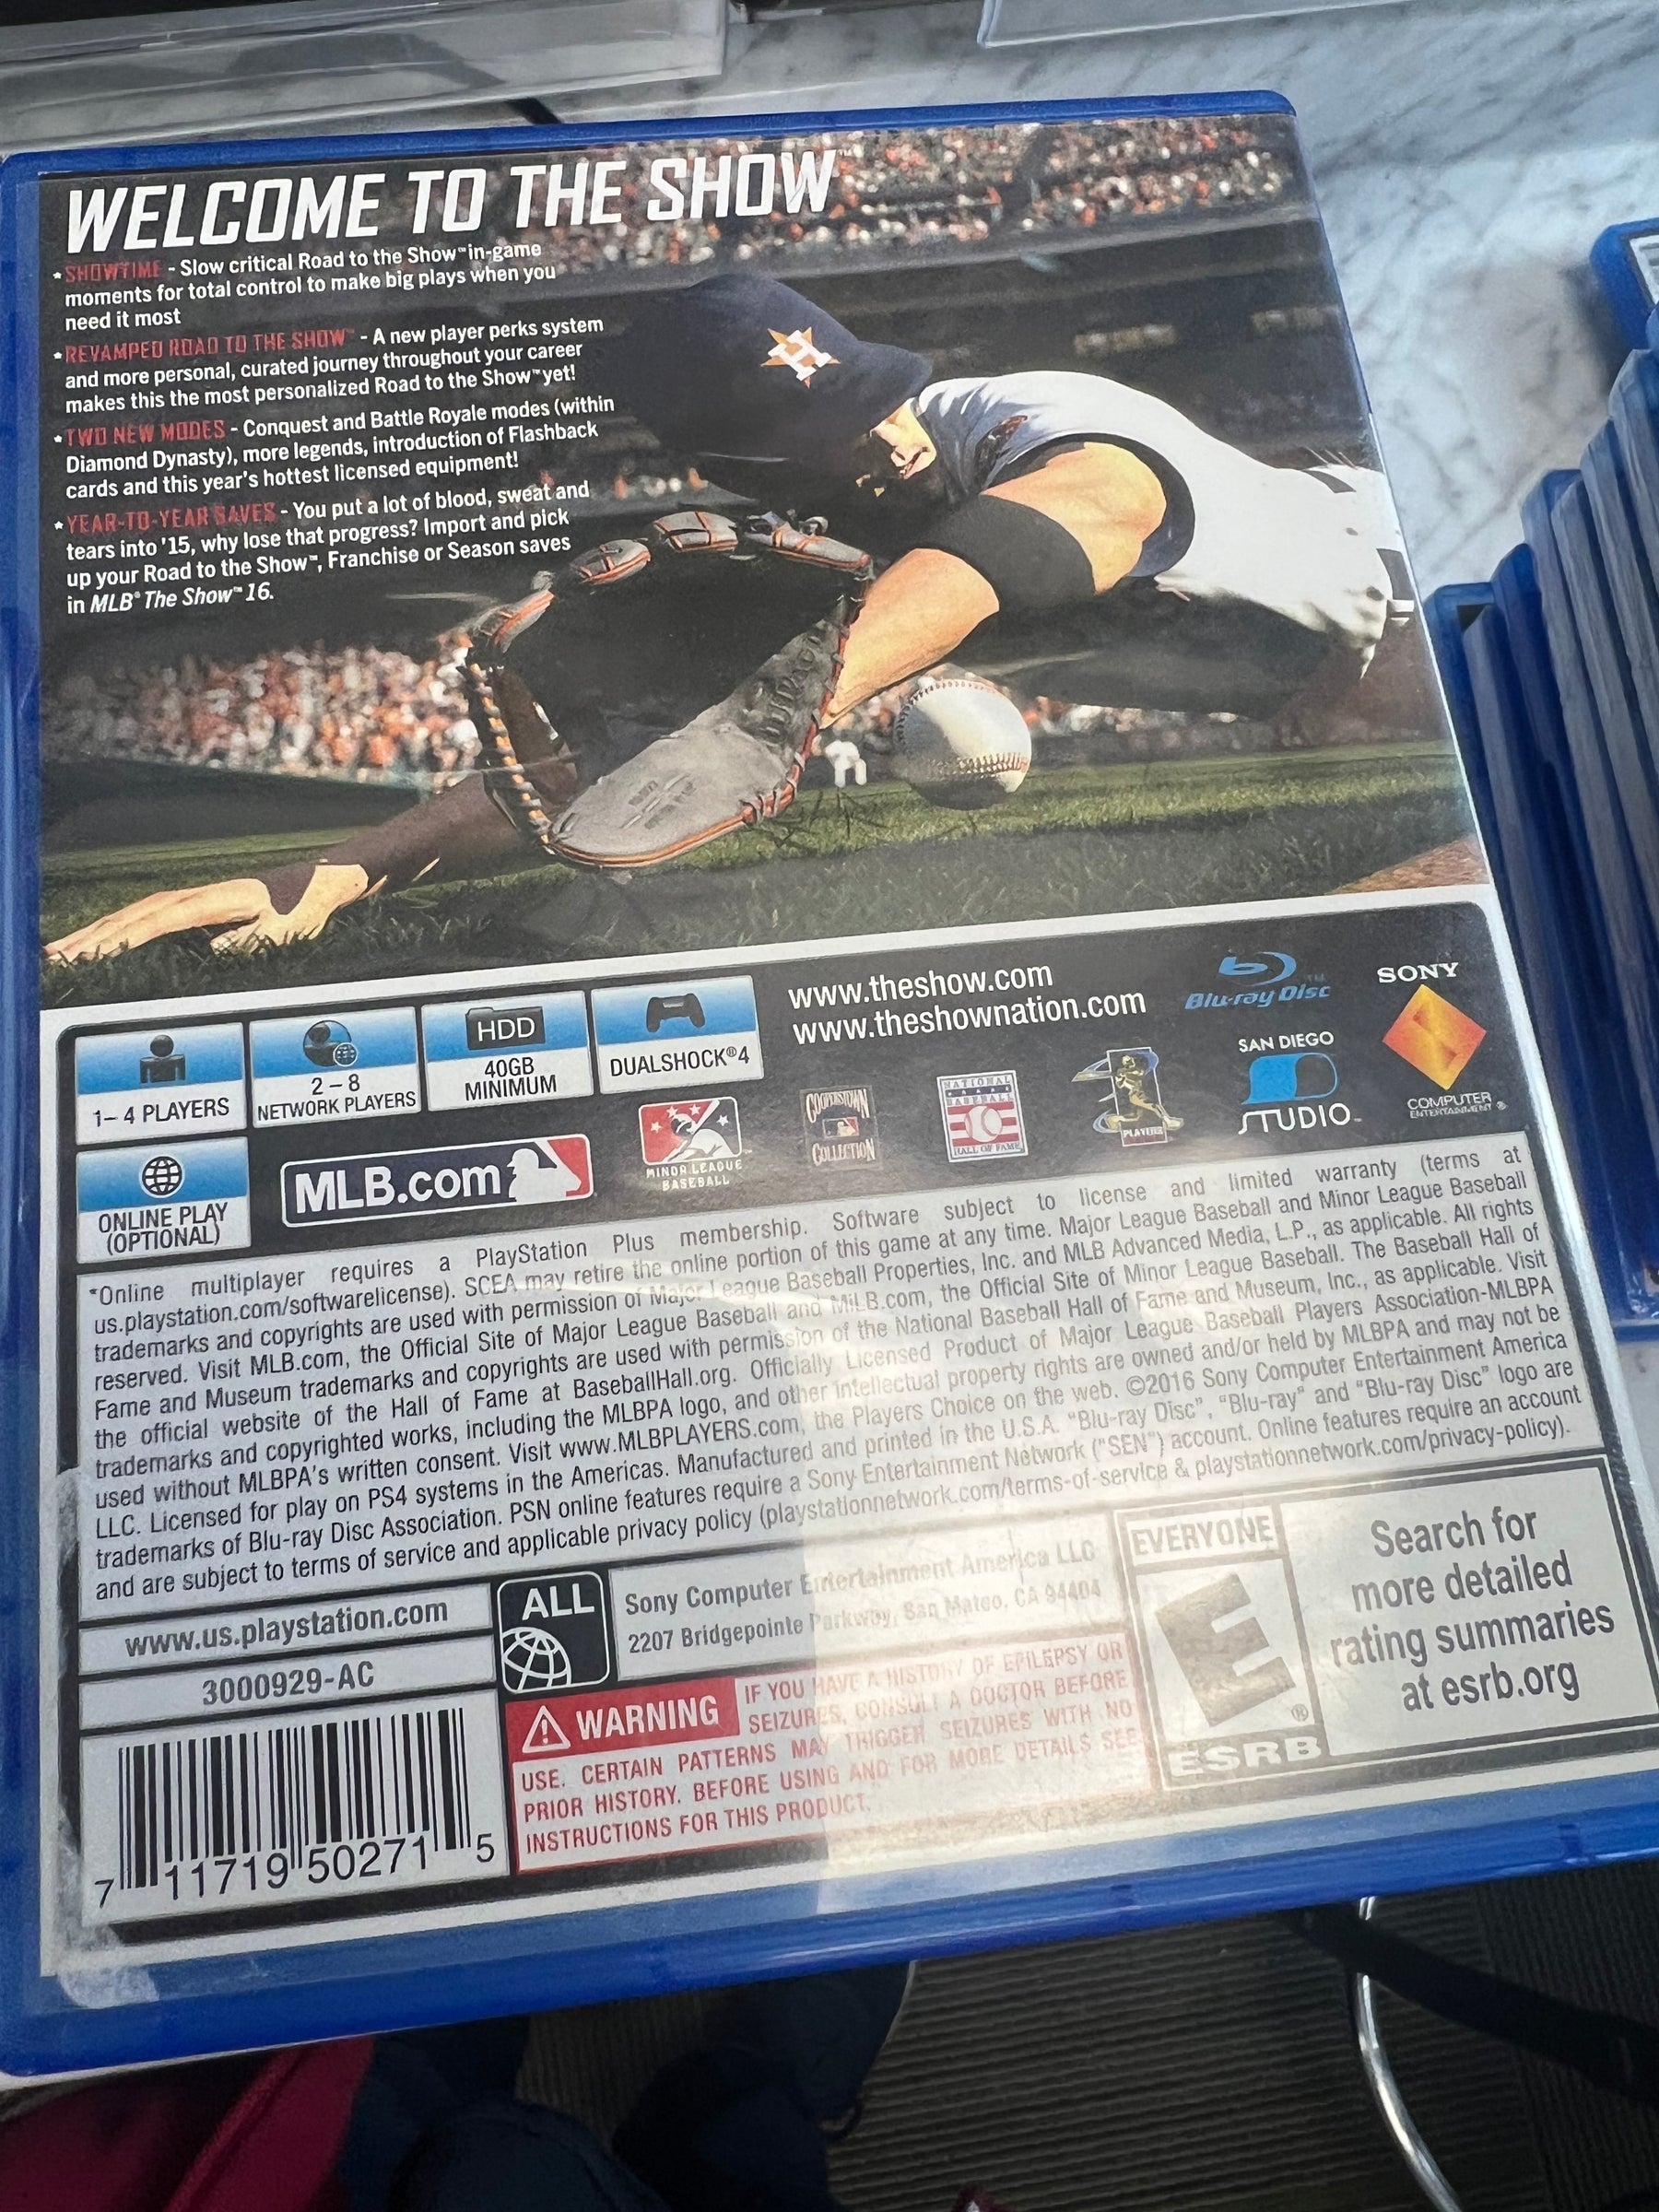 WELCOME TO THE SHOW™
• SHOWTIME - Slow critical Road to the Show™ in-game
moments for total control to make big plays when you
need it most
• REVAMPED ROAD TO THE SHOW™ - A new player perks system
and more personal, curated journey throughout your career
makes this the most personalized Road to the Show™ yet!
• TWO NEW MODES - Conquest and Battle Royale modes (within
Diamond Dynasty), more legends, introduction of Flashback
cards and this year's hottest licensed equipment!
• YEAR-TO-YEAR SAVES - You put a lot of blood, sweat and
tears into '15, why lose that progress? Import and pick
up your Road to the Show™, Franchise or Season saves
in MLB® The Show™ 16.
H
1– 4 PLAYERS
2 – 8
NETWORK PLAYERS
HDD
40GB
MINIMUM
DUALSHOCK®4
www.theshow.com
www.theshownation.com
Blu-ray Disc™
SONY
COMPUTER
ENTERTAINMENT®
ONLINE PLAY
(OPTIONAL)
MLB.com
MINOR LEAGUE™
BASEBALL
COOPERSTOWN
COLLECTION
NATIONAL
BASEBALL
HALL OF FAME
PLAYERS
SAN DIEGO
STUDIO™
*Online multiplayer requires a PlayStation Plus membership. Software subject to license and limited warranty (terms at
us.playstation.com/softwarelicense). SCEA may retire the online portion of this game at any time. Major League Baseball and Minor League Baseball
trademarks and copyrights are used with permission of Major League Baseball Properties, Inc. and MLB Advanced Media, L.P., as applicable. All rights
reserved. Visit MLB.com, the Official Site of Major League Baseball and MiLB.com, the Official Site of Minor League Baseball. The Baseball Hall of
Fame and Museum trademarks and copyrights are used with permission of the National Baseball Hall of Fame and Museum, Inc., as applicable. Visit
the official website of the Hall of Fame at BaseballHall.org. Officially Licensed Product of Major League Baseball Players Association-MLBPA
trademarks and copyrighted works, including the MLBPA logo, and other intellectual property rights are owned and/or held by MLBPA and may not be
used without MLBPA's written consent. Visit www.MLBPLAYERS.com, the Players Choice on the web. ©2016 Sony Computer Entertainment America
LLC. Licensed for play on PS4 systems in the Americas. Manufactured and printed in the U.S.A. “Blu-ray Disc”, “Blu-ray” and “Blu-ray Disc” logo are
trademarks of Blu-ray Disc Association. PSN online features require a Sony Entertainment Network (“SEN”) account. Online features require an account
and are subject to terms of service and applicable privacy policy (playstationnetwork.com/terms-of-service & playstationnetwork.com/privacy-policy).
www.us.playstation.com
3000929-AC
7 11719 50271 5
ALL
Sony Computer Entertainment America LLC
2207 Bridgepointe Parkway, San Mateo, CA 94404
WARNING
IF YOU HAVE A HISTORY OF EPILEPSY OR
SEIZURES, CONSULT A DOCTOR BEFORE
USE. CERTAIN PATTERNS MAY TRIGGER SEIZURES WITH NO
PRIOR HISTORY. BEFORE USING AND FOR MORE DETAILS SEE
INSTRUCTIONS FOR THIS PRODUCT.
EVERYONE
E®
ESRB
Search for
more detailed
rating summaries
at esrb.org